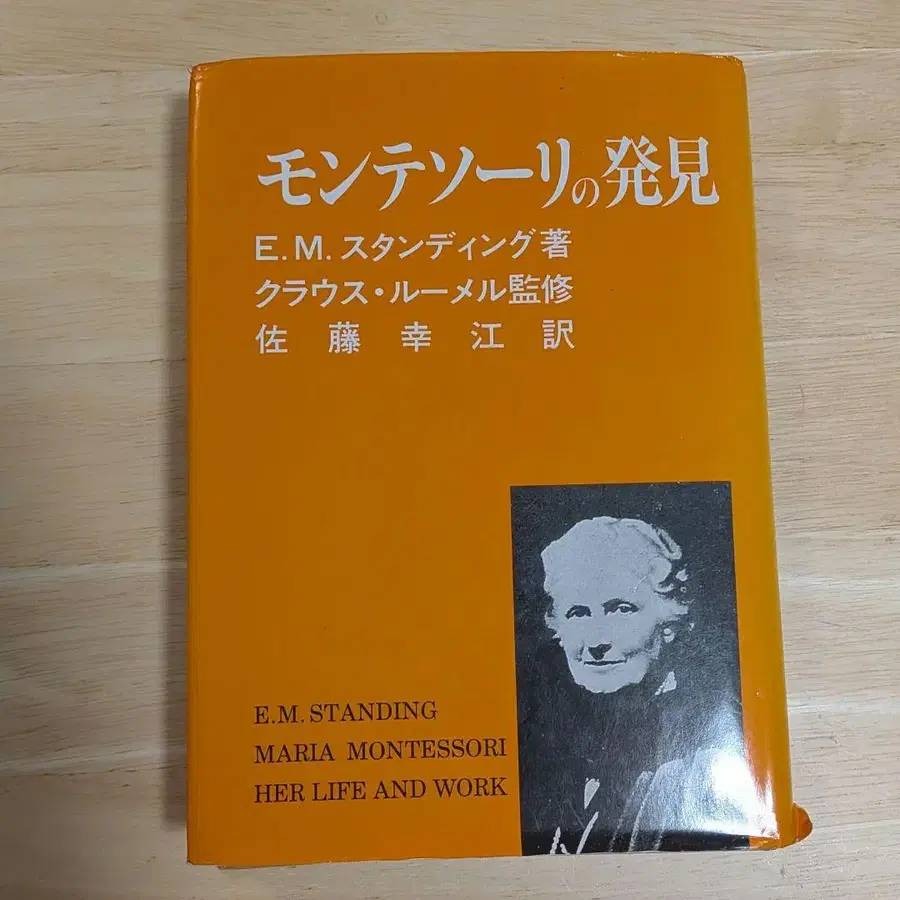 モンテソーリの発見
E.M.スタンディング著
クラウス・ルーメル監修
佐藤幸江訳
E.M. STANDING
MARIA MONTESSORI
HER LIFE AND WORK